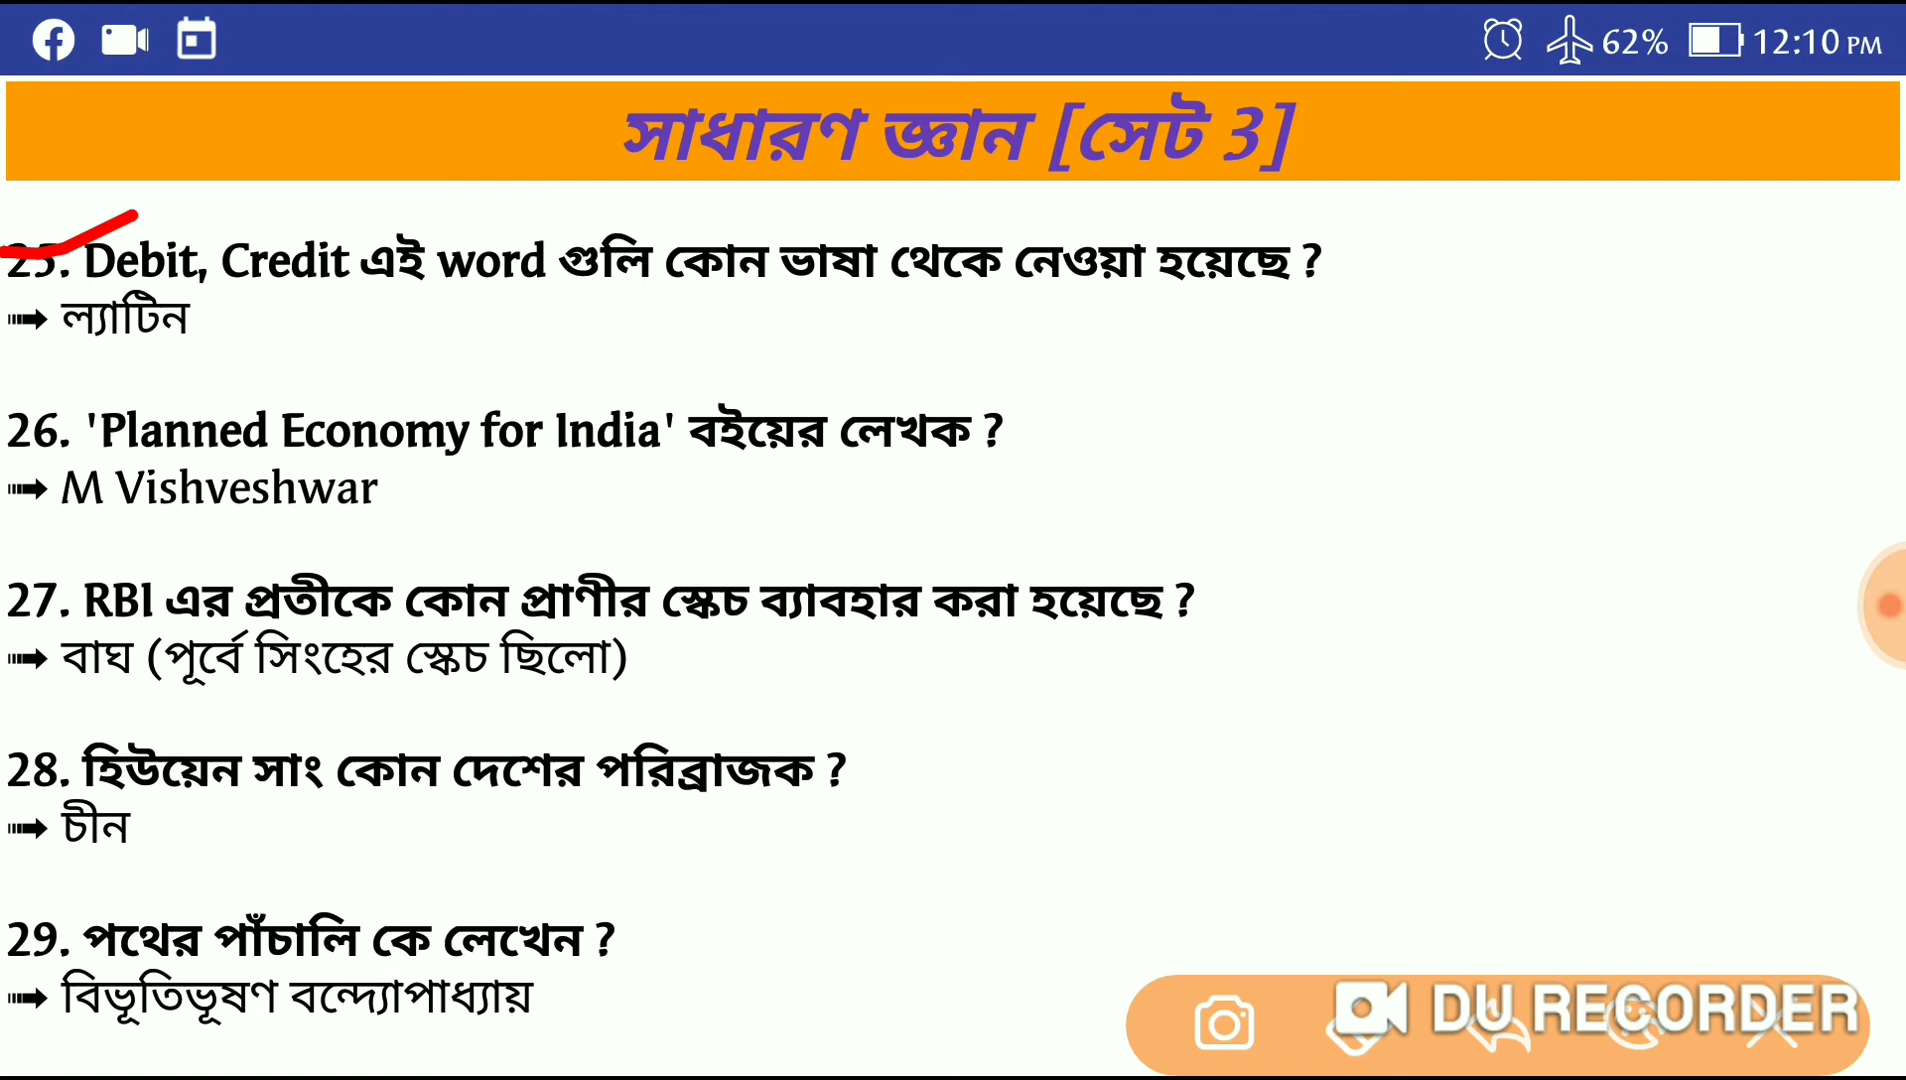 62% 12:10 PM
সাধারণ জ্ঞান [সেট 3]
25. Debit, Credit এই word গুলি কোন ভাষা থেকে নেওয়া হয়েছে ?
➟ ল্যাটিন
26. 'Planned Economy for India' বইয়ের লেখক ?
➟ M Vishveshwar
27. RBI এর প্রতীকে কোন প্রাণীর স্কেচ ব্যাবহার করা হয়েছে ?
➟ বাঘ (পূর্বে সিংহের স্কেচ ছিলো)
28. হিউয়েন সাং কোন দেশের পরিব্রাজক ?
➟ চীন
29. পথের পাঁচালি কে লেখেন ?
➟ বিভূতিভূষণ বন্দ্যোপাধ্যায়
DU RECORDER